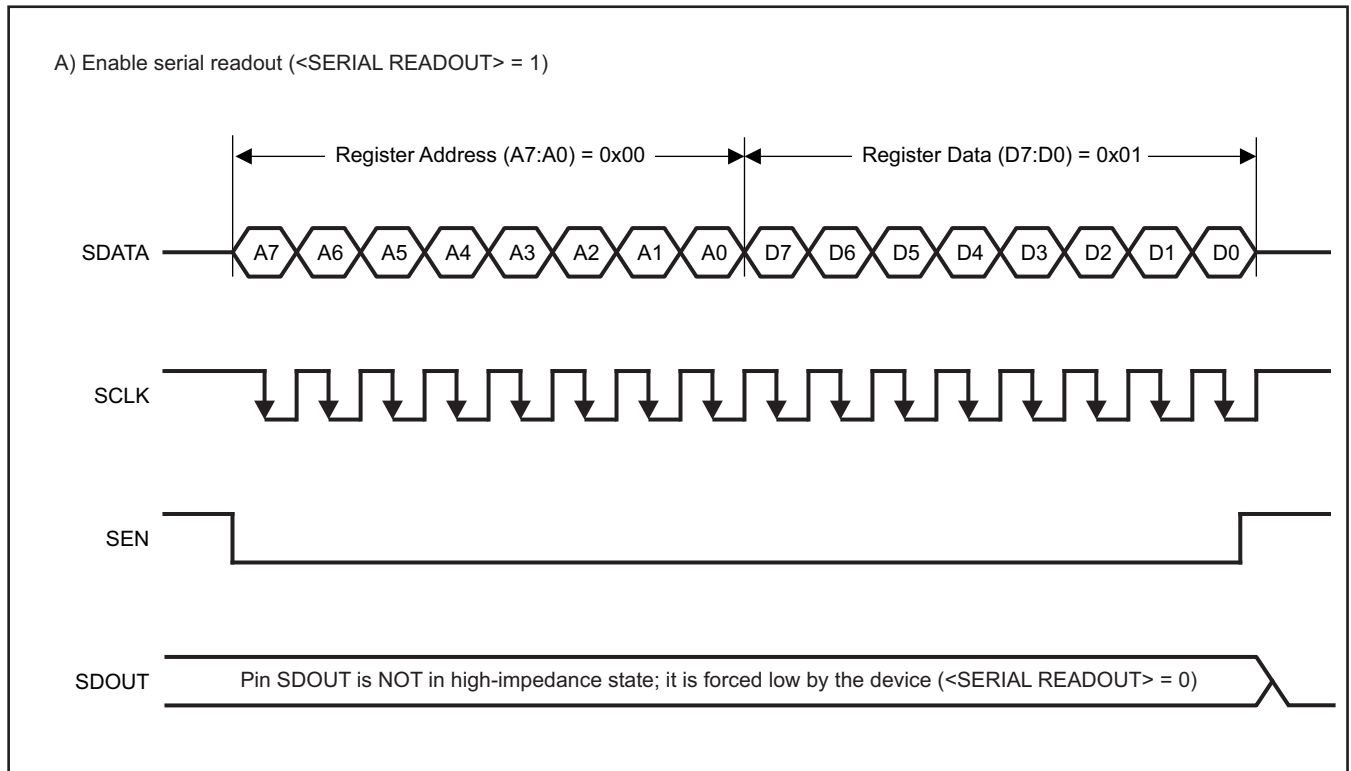 A) Enable serial readout (<SERIAL READOUT> = 1)
Register Address (A7:A0) = 0x00
Register Data (D7:D0) = 0x01
SDATA
A7 A6 A5 A4 A3 A2 A1 A0 D7 D6 D5 D4 D3 D2 D1 D0
SCLK
SEN
SDOUT
Pin SDOUT is NOT in high-impedance state; it is forced low by the device (<SERIAL READOUT> = 0)